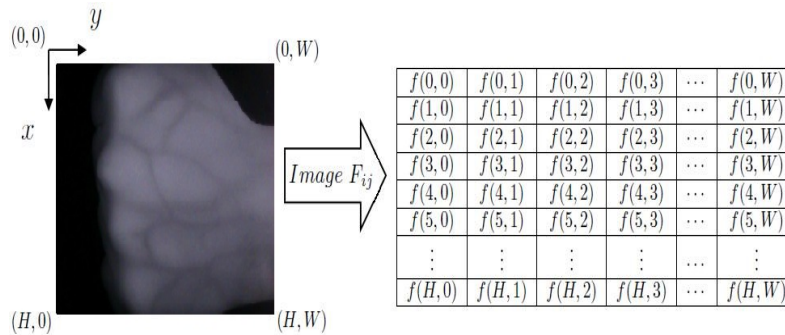 y
(0,0)
(0,W)
x
(H,0)
(H,W)
Image F_{ij}
f(0,0) f(0,1) f(0,2) f(0,3) ⋯ f(0,W)
f(1,0) f(1,1) f(1,2) f(1,3) ⋯ f(1,W)
f(2,0) f(2,1) f(2,2) f(2,3) ⋯ f(2,W)
f(3,0) f(3,1) f(3,2) f(3,3) ⋯ f(3,W)
f(4,0) f(4,1) f(4,2) f(4,3) ⋯ f(4,W)
f(5,0) f(5,1) f(5,2) f(5,3) ⋯ f(5,W)
⋮ ⋮ ⋮ ⋮ ⋯ ⋮
f(H,0) f(H,1) f(H,2) f(H,3) ⋯ f(H,W)